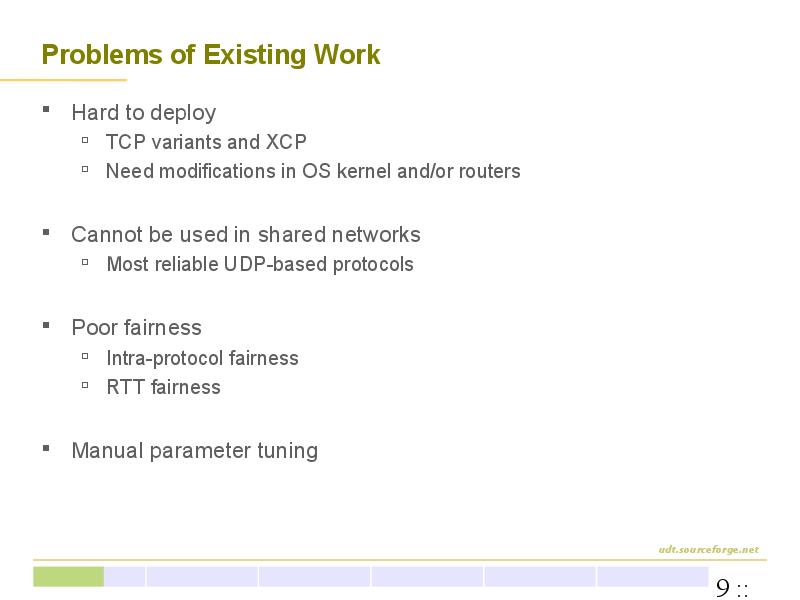 Problems of Existing Work
▪ Hard to deploy
▫ TCP variants and XCP
▫ Need modifications in OS kernel and/or routers
▪ Cannot be used in shared networks
▫ Most reliable UDP-based protocols
▪ Poor fairness
▫ Intra-protocol fairness
▫ RTT fairness
▪ Manual parameter tuning
udt.sourceforge.net
9 ::